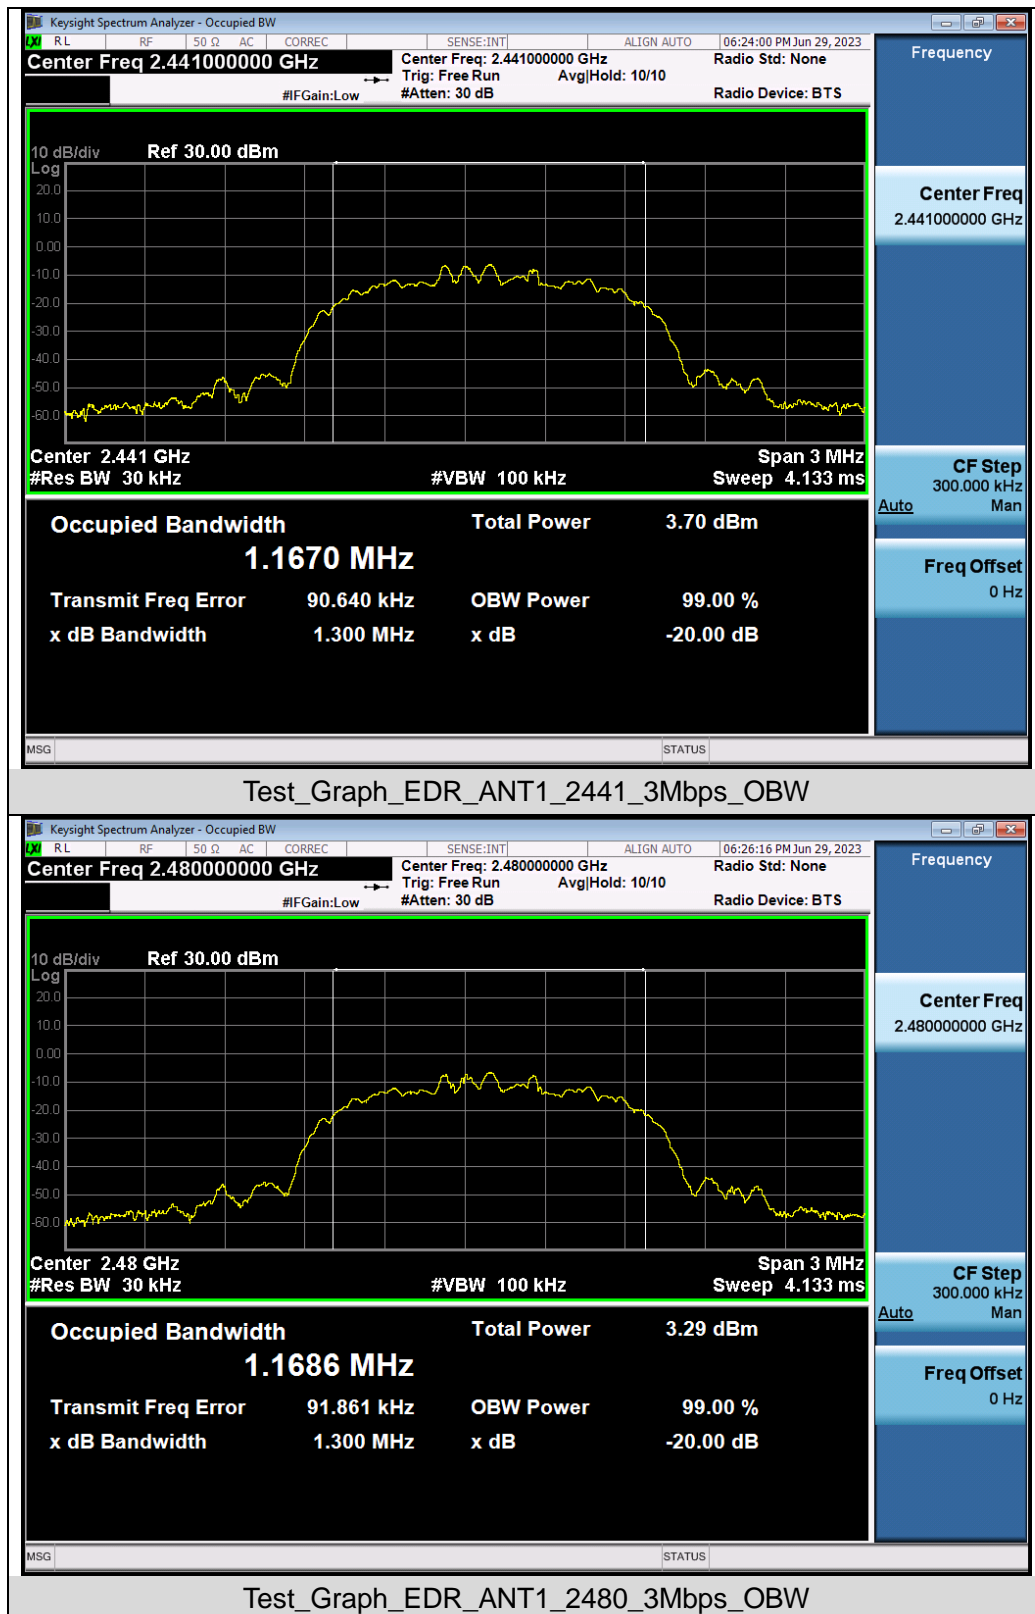 Keysight Spectrum Analyzer - Occupied BW
LXI RL RF 50 Ω AC CORREC SENSE:INT ALIGN AUTO 06:24:00 PM Jun 29, 2023
Center Freq 2.441000000 GHz
Center Freq: 2.441000000 GHz
Radio Std: None
Trig: Free Run Avg|Hold: 10/10
#IFGain:Low
#Atten: 30 dB
Radio Device: BTS
Frequency
10 dB/div Ref 30.00 dBm
Log
20.0
10.0
0.00
-10.0
-20.0
-30.0
-40.0
-50.0
-60.0
Center 2.441 GHz Span 3 MHz
#Res BW 30 kHz #VBW 100 kHz Sweep 4.133 ms
Center Freq
2.441000000 GHz
CF Step
300.000 kHz
Auto Man
Freq Offset
0 Hz
Occupied Bandwidth Total Power 3.70 dBm
1.1670 MHz
Transmit Freq Error 90.640 kHz OBW Power 99.00 %
x dB Bandwidth 1.300 MHz x dB -20.00 dB
MSG STATUS
Test_Graph_EDR_ANT1_2441_3Mbps_OBW
Keysight Spectrum Analyzer - Occupied BW
LXI RL RF 50 Ω AC CORREC SENSE:INT ALIGN AUTO 06:26:16 PM Jun 29, 2023
Center Freq 2.480000000 GHz
Center Freq: 2.480000000 GHz
Radio Std: None
Trig: Free Run Avg|Hold: 10/10
#IFGain:Low
#Atten: 30 dB
Radio Device: BTS
Frequency
10 dB/div Ref 30.00 dBm
Log
20.0
10.0
0.00
-10.0
-20.0
-30.0
-40.0
-50.0
-60.0
Center 2.48 GHz Span 3 MHz
#Res BW 30 kHz #VBW 100 kHz Sweep 4.133 ms
Center Freq
2.480000000 GHz
CF Step
300.000 kHz
Auto Man
Freq Offset
0 Hz
Occupied Bandwidth Total Power 3.29 dBm
1.1686 MHz
Transmit Freq Error 91.861 kHz OBW Power 99.00 %
x dB Bandwidth 1.300 MHz x dB -20.00 dB
MSG STATUS
Test_Graph_EDR_ANT1_2480_3Mbps_OBW